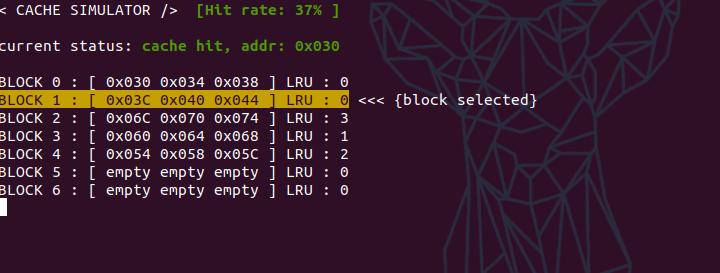 < CACHE SIMULATOR /> [Hit rate: 37% ]
current status: cache hit, addr: 0x030
BLOCK 0 : [ 0x030 0x034 0x038 ] LRU : 0
BLOCK 1 : [ 0x03C 0x040 0x044 ] LRU : 0 <<< {block selected}
BLOCK 2 : [ 0x06C 0x070 0x074 ] LRU : 3
BLOCK 3 : [ 0x060 0x064 0x068 ] LRU : 1
BLOCK 4 : [ 0x054 0x058 0x05C ] LRU : 2
BLOCK 5 : [ empty empty empty ] LRU : 0
BLOCK 6 : [ empty empty empty ] LRU : 0